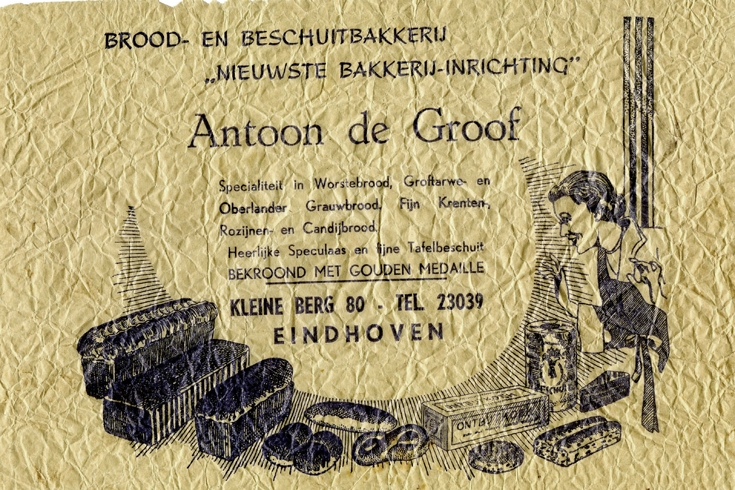 BROOD- EN BESCHUITBAKKERIJ
„NIEUWSTE BAKKERIJ-INRICHTING”
Antoon de Groof
Specialiteit in Worstebrood, Groftarwe- en
Oberlander Grauwbrood, Fijn Krenten-,
Rozijnen- en Candijbrood.
Heerlijke Speculaas en fijne Tafelbeschuit
BEKROOND MET GOUDEN MEDAILLE
KLEINE BERG 80 - TEL. 23039
EINDHOVEN